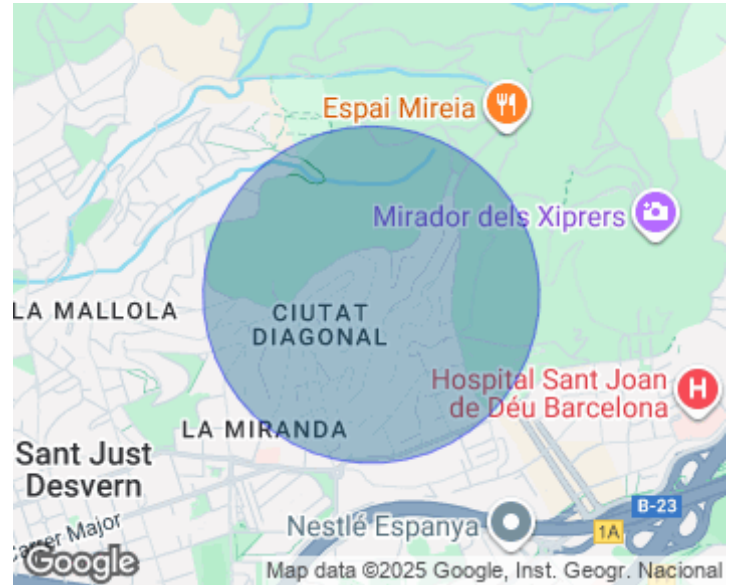 Espai Mireia
Mirador dels Xiprers
LA MALLOLA
CIUTAT
DIAGONAL
Hospital Sant Joan
de Déu Barcelona
H
LA MIRANDA
Sant Just
Desvern
B-23
1A
Carrer Major
Nestlé Espanya
Google
Map data ©2025 Google, Inst. Geogr. Nacional